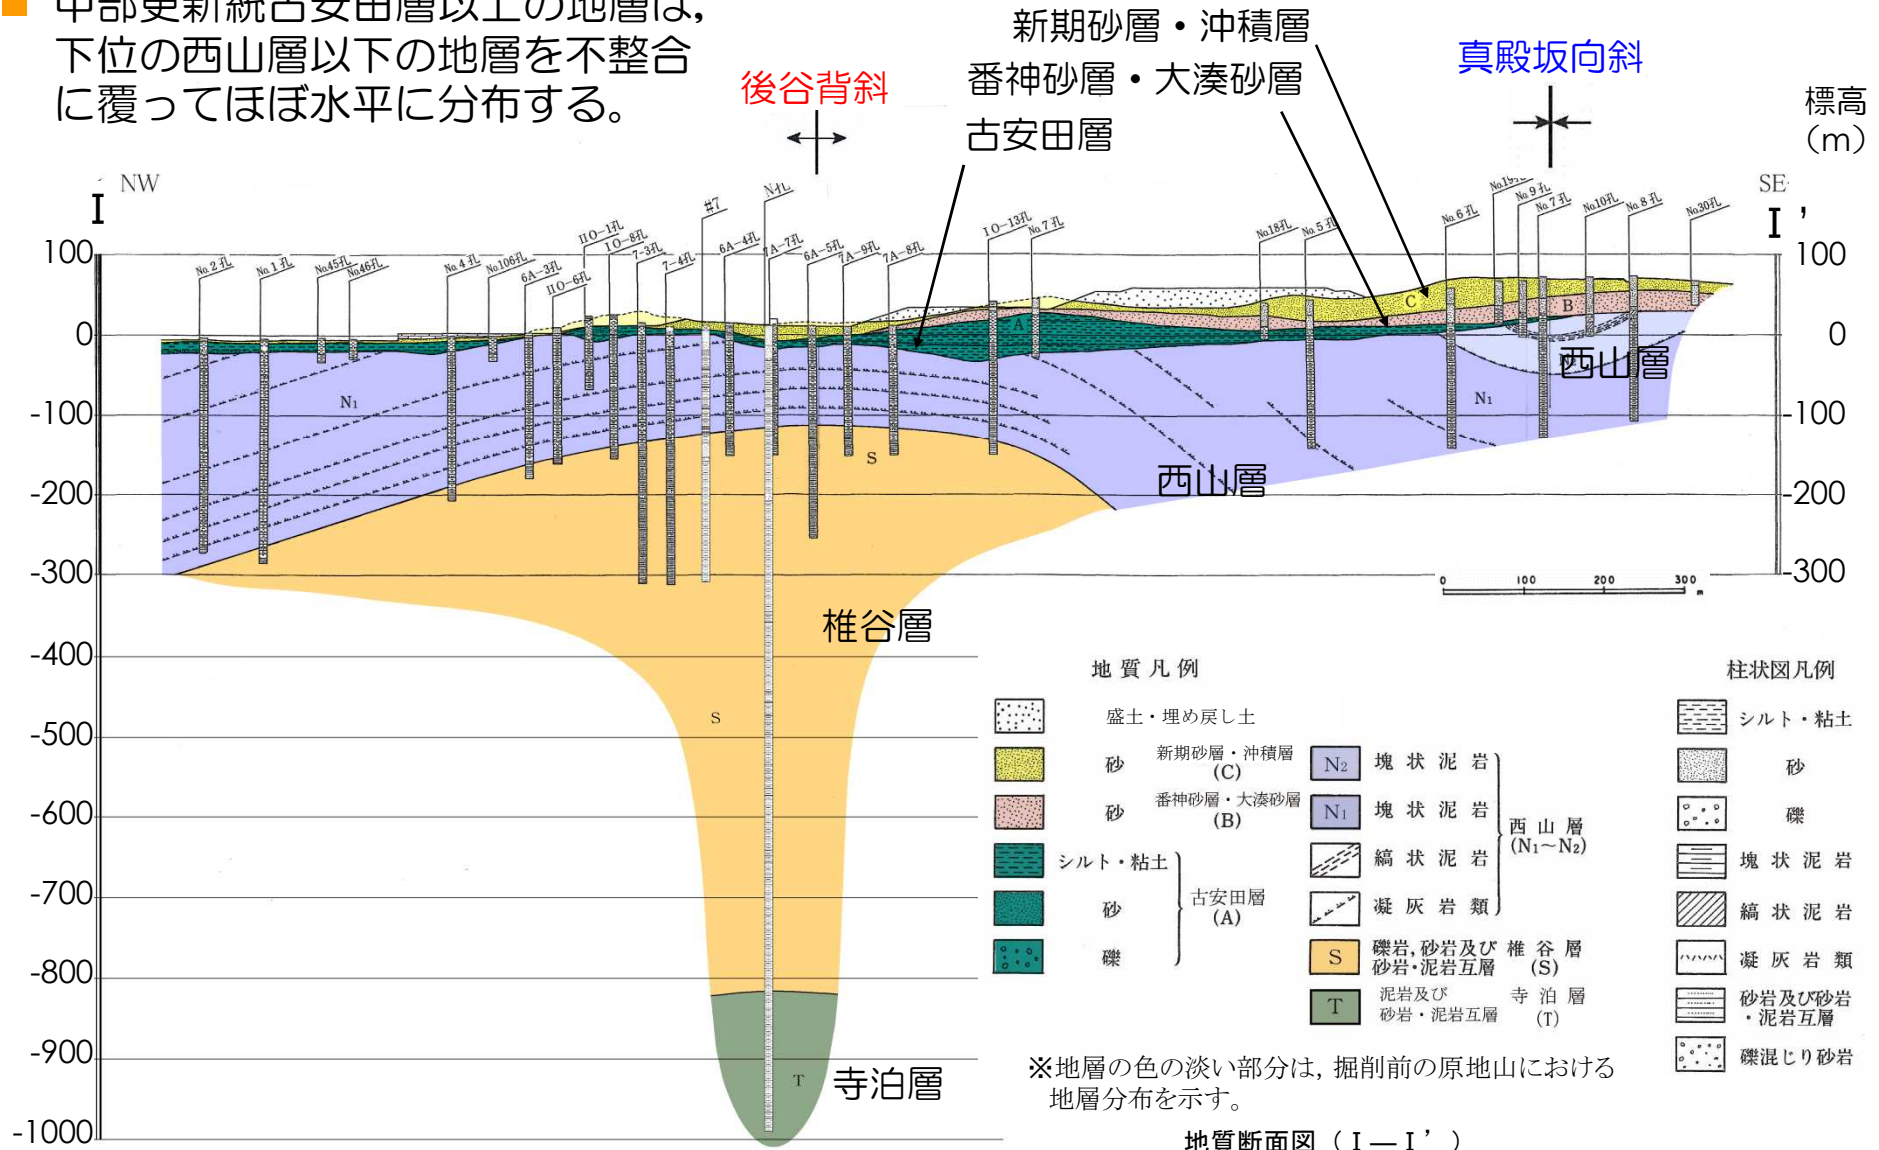 中部更新統古安田層以上の地層は，
下位の西山層以下の地層を不整合
に覆ってほぼ水平に分布する。
新期砂層・沖積層
番神砂層・大湊砂層
古安田層
後谷背斜
真殿坂向斜
標高
（m）
NW
I
SE
I’
No.2孔
No.1孔
No.45孔
No.46孔
No.4孔
No.106孔
6A-3孔
IIO-6孔
IIO-1孔
IO-8孔
7-3孔
7-4孔
#7
6A-4孔
N-孔
7A-7孔
6A-5孔
7A-9孔
7A-8孔
IO-13孔
No.7孔
No.18孔
No.5孔
No.6孔
No.19孔
No.9孔
No.7孔
No.10孔
No.8孔
No.30孔
100
0
-100
-200
-300
-400
-500
-600
-700
-800
-900
-1000
100
0
-100
-200
-300
A
C
B
N1
N1
S
S
T
西山層
西山層
椎谷層
寺泊層
0 100 200 300
m
地質凡例
盛土・埋め戻し土
砂 新期砂層・沖積層
(C)
砂 番神砂層・大湊砂層
(B)
シルト・粘土
砂
礫
古安田層
(A)
N2 塊状泥岩
N1 塊状泥岩
縞状泥岩
凝灰岩類
西山層
(N1～N2)
S 礫岩，砂岩及び 椎谷層
砂岩・泥岩互層 (S)
T 泥岩及び 寺泊層
砂岩・泥岩互層 (T)
柱状図凡例
シルト・粘土
砂
礫
塊状泥岩
縞状泥岩
凝灰岩類
砂岩及び砂岩
・泥岩互層
礫混じり砂岩
※地層の色の淡い部分は，掘削前の原地山における
地層分布を示す。
地質断面図（I―I’）